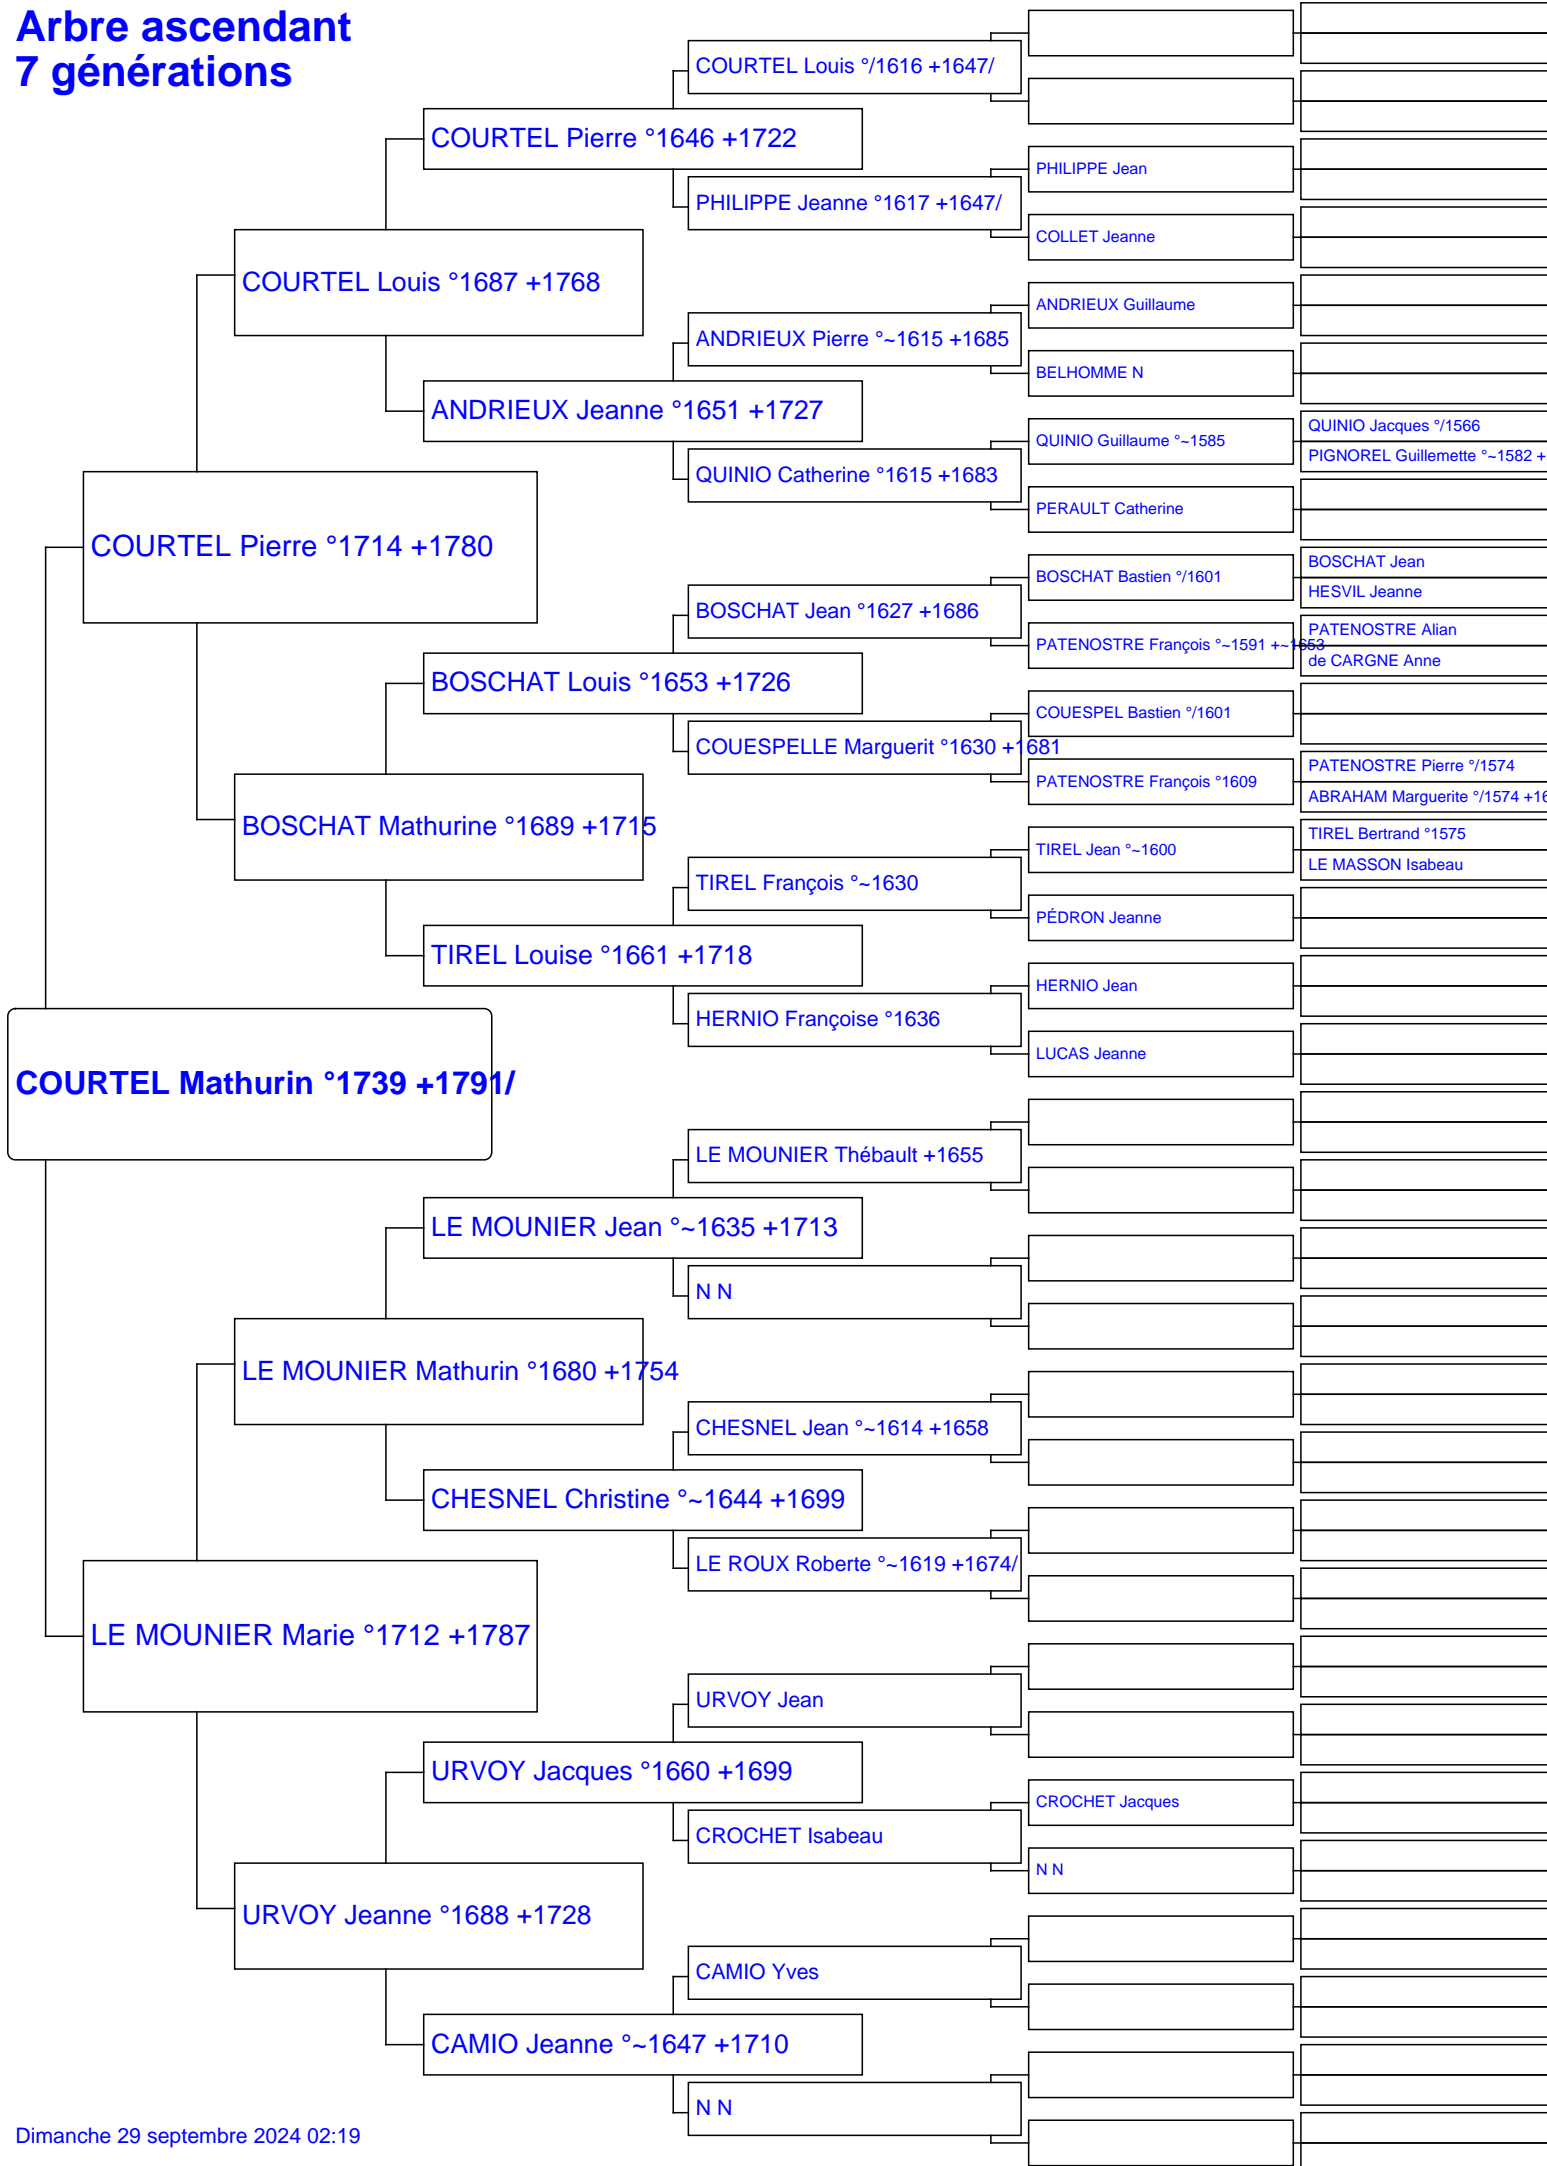 Arbre ascendant
7 générations
COURTEL Louis °/1616 +1647/
COURTEL Pierre °1646 +1722
PHILIPPE Jean
PHILIPPE Jeanne °1617 +1647/
COLLET Jeanne
COURTEL Louis °1687 +1768
ANDRIEUX Guillaume
ANDRIEUX Pierre °~1615 +1685
BELHOMME N
ANDRIEUX Jeanne °1651 +1727
QUINIO Jacques °/1566
QUINIO Guillaume °~1585
PIGNOREL Guillemette °~1582 +
QUINIO Catherine °1615 +1683
PERAULT Catherine
COURTEL Pierre °1714 +1780
BOSCHAT Jean
BOSCHAT Bastien °/1601
HESVIL Jeanne
BOSCHAT Jean °1627 +1686
PATENOSTRE Alian
PATENOSTRE François °~1591 +~1653
de CARGNE Anne
BOSCHAT Louis °1653 +1726
COUESPEL Bastien °/1601
COUESPELLE Marguerit °1630 +1681
PATENOSTRE Pierre °/1574
PATENOSTRE François °1609
ABRAHAM Marguerite °/1574 +16
BOSCHAT Mathurine °1689 +1715
TIREL Bertrand °1575
TIREL Jean °~1600
LE MASSON Isabeau
TIREL François °~1630
PÉDRON Jeanne
TIREL Louise °1661 +1718
HERNIO Jean
HERNIO Françoise °1636
LUCAS Jeanne
COURTEL Mathurin °1739 +1791/
LE MOUNIER Thébault +1655
LE MOUNIER Jean °~1635 +1713
N N
LE MOUNIER Mathurin °1680 +1754
CHESNEL Jean °~1614 +1658
CHESNEL Christine °~1644 +1699
LE ROUX Roberte °~1619 +1674/
LE MOUNIER Marie °1712 +1787
URVOY Jean
URVOY Jacques °1660 +1699
CROCHET Jacques
CROCHET Isabeau
N N
URVOY Jeanne °1688 +1728
CAMIO Yves
CAMIO Jeanne °~1647 +1710
N N
Dimanche 29 septembre 2024 02:19